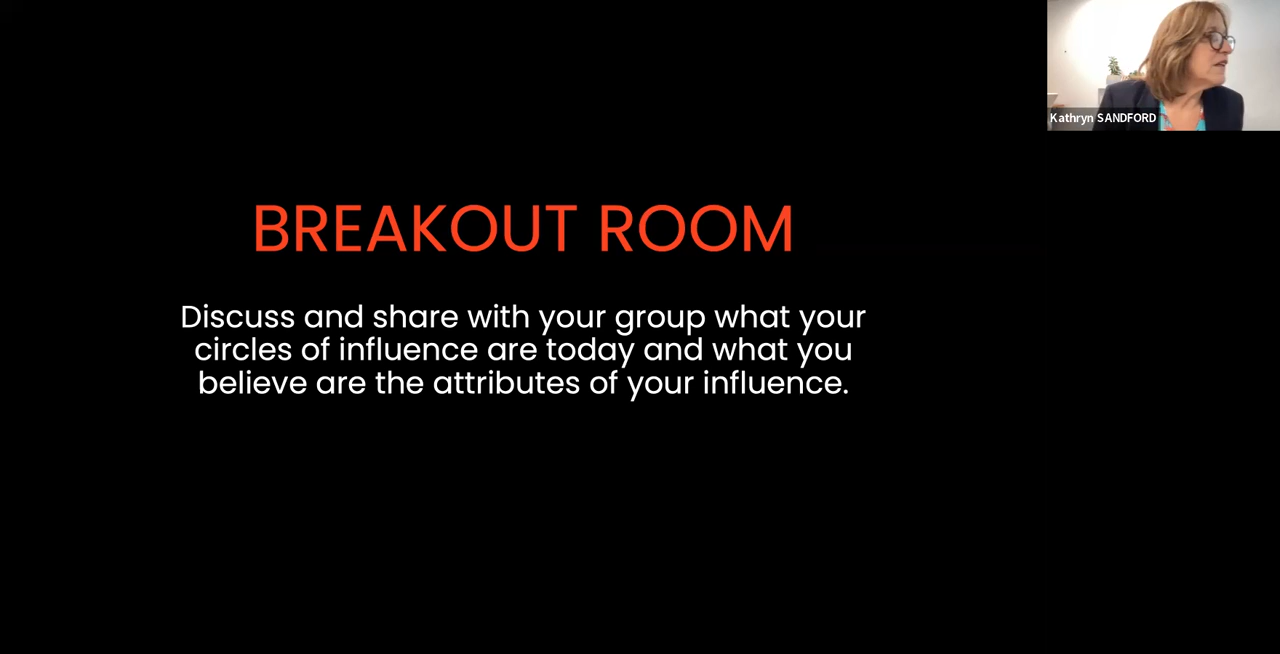 Kathryn SANDFORD
BREAKOUT ROOM
Discuss and share with your group what your
circles of influence are today and what you
believe are the attributes of your influence.